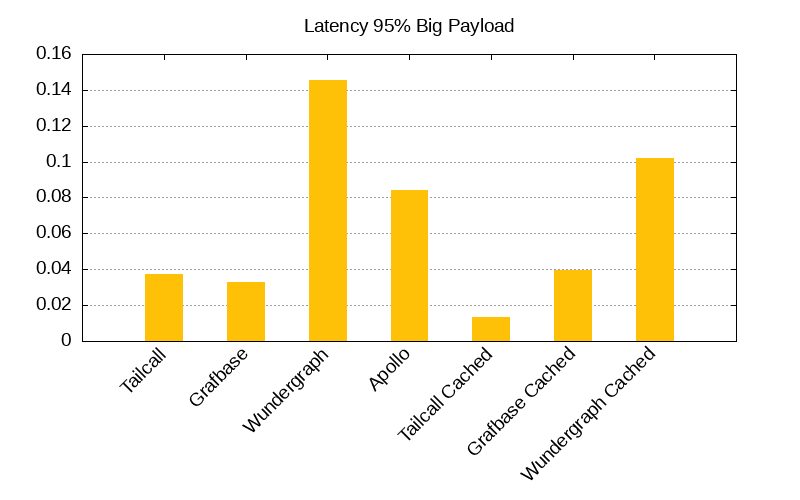 Latency 95% Big Payload
0.16
0.14
0.12
0.1
0.08
0.06
0.04
0.02
0
Tailcall
Grafbase
Wundergraph
Apollo
Tailcall Cached
Grafbase Cached
Wundergraph Cached